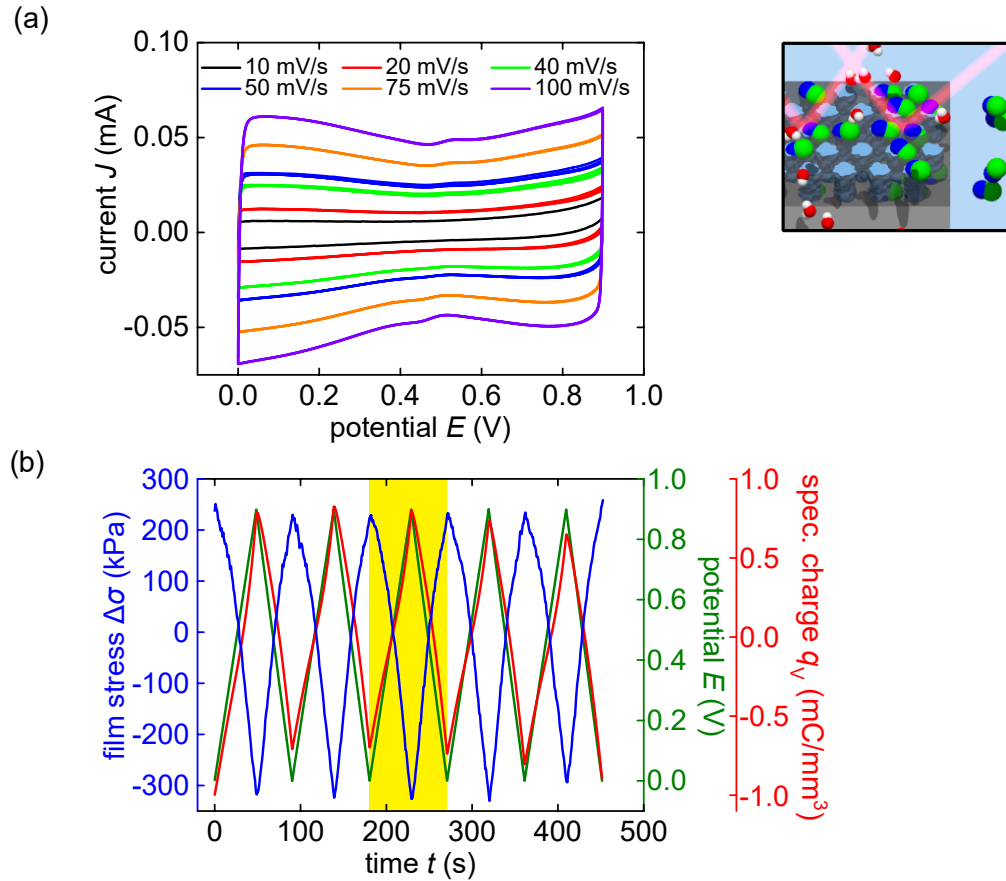 (a)
0.10
0.05
0.00
-0.05
current J (mA)
10 mV/s 20 mV/s 40 mV/s
50 mV/s 75 mV/s 100 mV/s
0.0 0.2 0.4 0.6 0.8 1.0
potential E (V)
(b)
300
200
100
0
-100
-200
-300
film stress Δσ (kPa)
1.0
0.8
0.6
0.4
0.2
0.0
potential E (V)
1.0
0.5
0.0
-0.5
-1.0
spec. charge qV (mC/mm³)
0 100 200 300 400 500
time t (s)